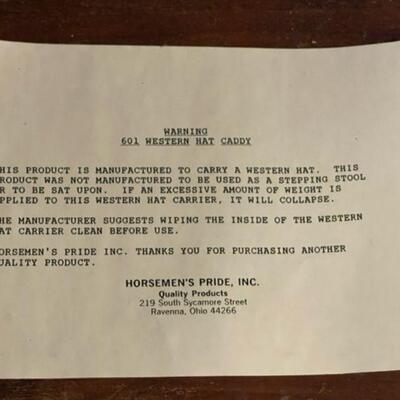 WARNING
601 WESTERN HAT CADDY
HIS PRODUCT IS MANUFACTURED TO CARRY A WESTERN HAT. THIS
RODUCT WAS NOT MANUFACTURED TO BE USED AS A STEPPING STOOL
R TO BE SAT UPON. IF AN EXCESSIVE AMOUNT OF WEIGHT IS
PPLIED TO THIS WESTERN HAT CARRIER, IT WILL COLLAPSE.
HE MANUFACTURER SUGGESTS WIPING THE INSIDE OF THE WESTERN
AT CARRIER CLEAN BEFORE USE.
ORSEMEN'S PRIDE INC. THANKS YOU FOR PURCHASING ANOTHER
UALITY PRODUCT.
HORSEMEN'S PRIDE, INC.
Quality Products
219 South Sycamore Street
Ravenna, Ohio 44266